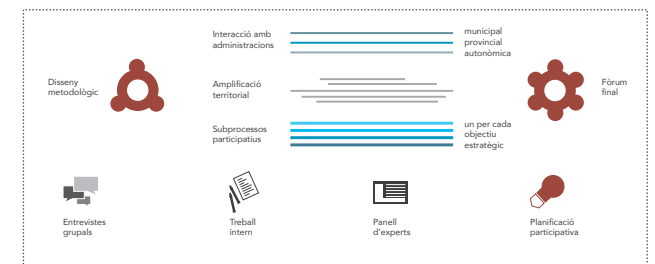 Interacció amb
administracions
municipal
provincial
autonòmica
Disseny
metodològic
Amplificació
territorial
Fòrum
final
Subprocessos
participatius
un per cada
objectiu
estratègic
Entrevistes
grupals
Treball
intern
Panell
d'experts
Planificació
participativa